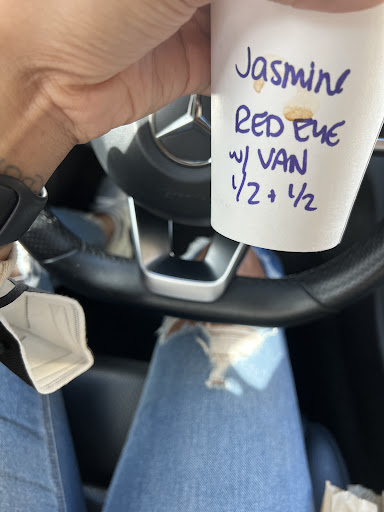 Jasmine
RED EYE
w/ VAN
1/2 + 1/2